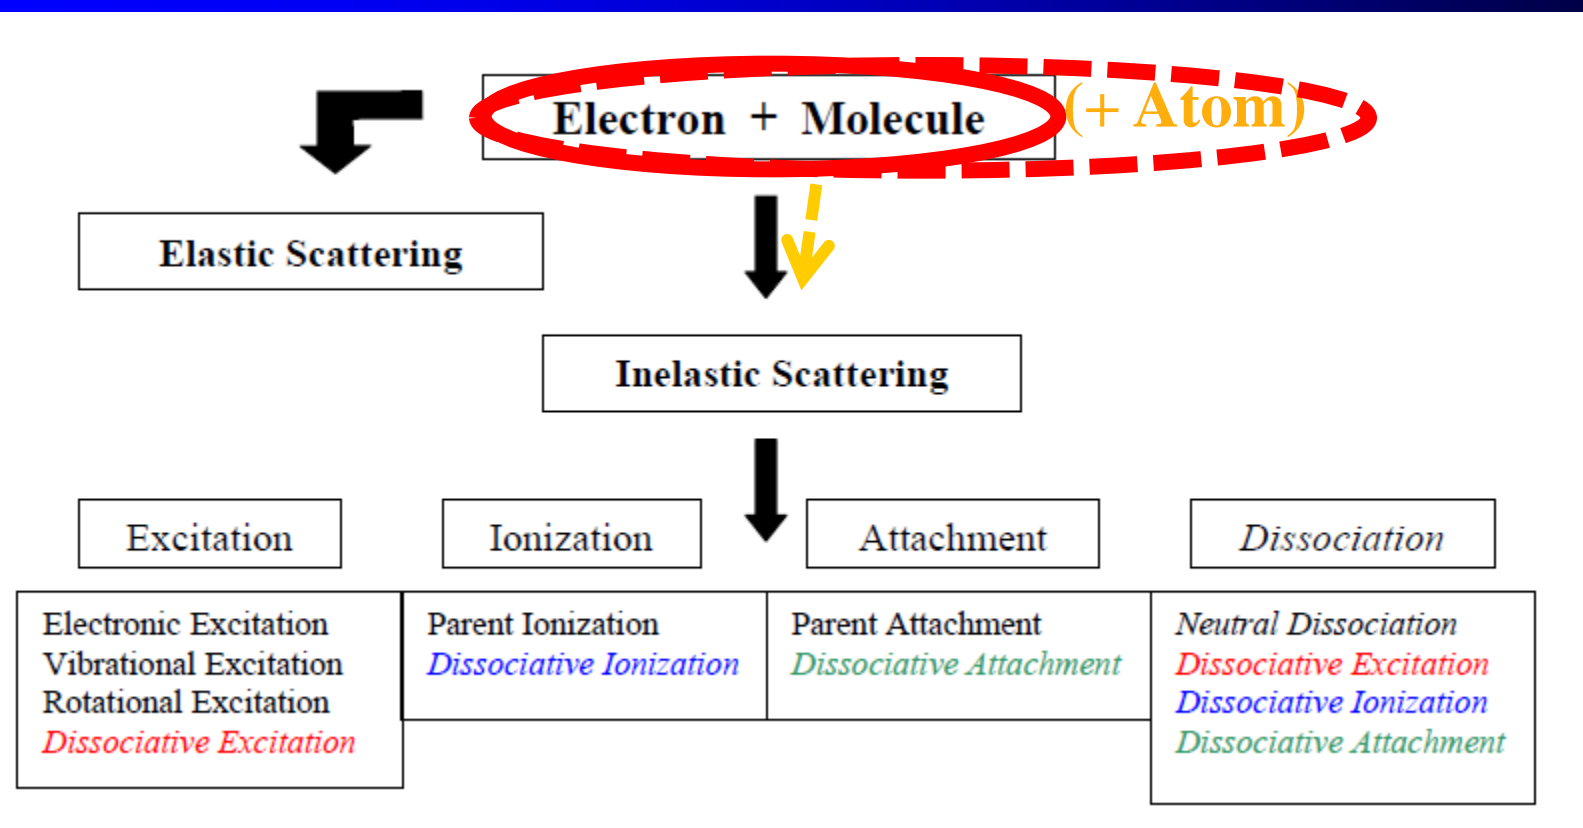 Electron + Molecule (+ Atom)
Elastic Scattering
Inelastic Scattering
Excitation
Ionization
Attachment
Dissociation
Electronic Excitation
Vibrational Excitation
Rotational Excitation
Dissociative Excitation
Parent Ionization
Dissociative Ionization
Parent Attachment
Dissociative Attachment
Neutral Dissociation
Dissociative Excitation
Dissociative Ionization
Dissociative Attachment